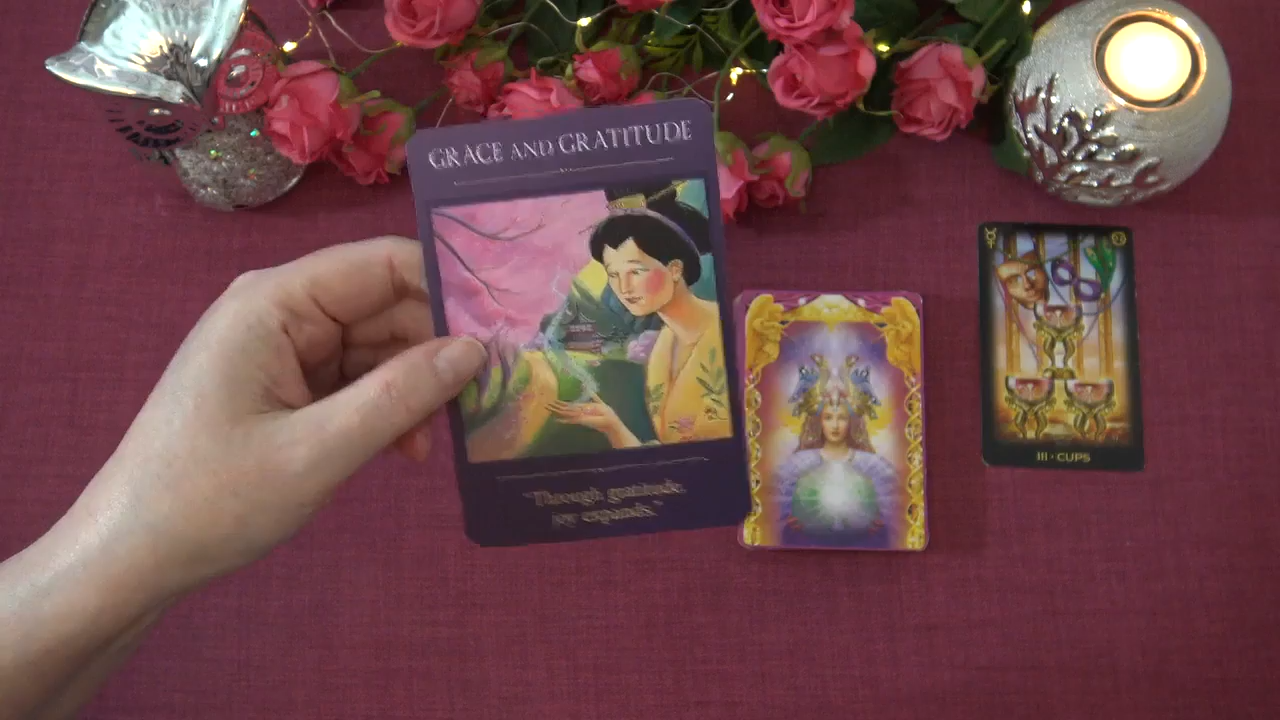 GRACE AND GRATITUDE
"Through gratitude,
joy expands."
III · CUPS